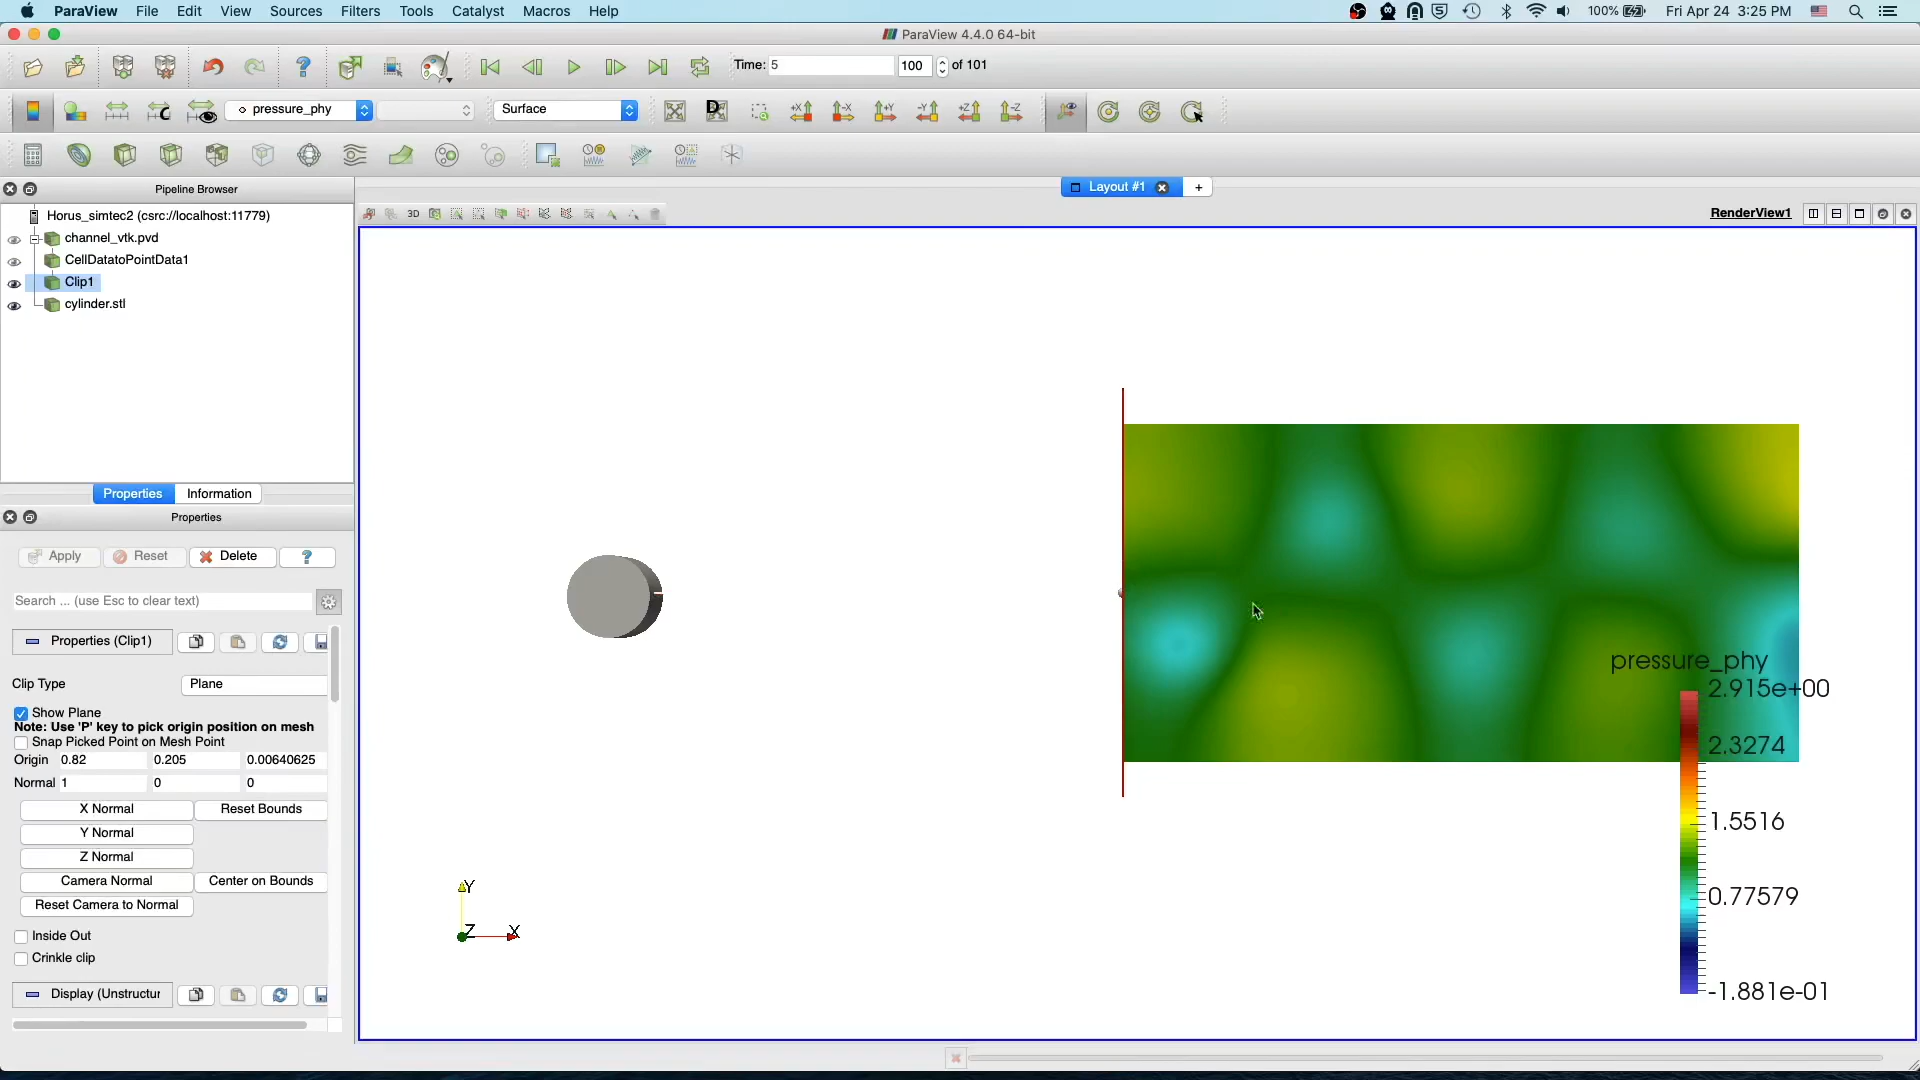 ParaView File Edit View Sources Filters Tools Catalyst Macros Help 100% Fri Apr 24 3:25 PM
ParaView 4.4.0 64-bit
Time: 5 100 of 101
pressure_phy Surface
Pipeline Browser
Layout #1
Horus_simtec2 (csrc://localhost:11779)
3D
RenderView1
channel_vtk.pvd
CellDatatoPointData1
Clip1
cylinder.stl
Properties Information
Properties
Apply Reset Delete ?
Search ... (use Esc to clear text)
Properties (Clip1)
Clip Type Plane
Show Plane
Note: Use 'P' key to pick origin position on mesh
Snap Picked Point on Mesh Point
Origin 0.82 0.205 0.00640625
Normal 1 0 0
X Normal Reset Bounds
Y Normal
Z Normal
Camera Normal Center on Bounds
Reset Camera to Normal
Inside Out
Crinkle clip
Display (Unstructur
Y
Z X
pressure_phy
2.915e+00
2.3274
1.5516
0.77579
-1.881e-01